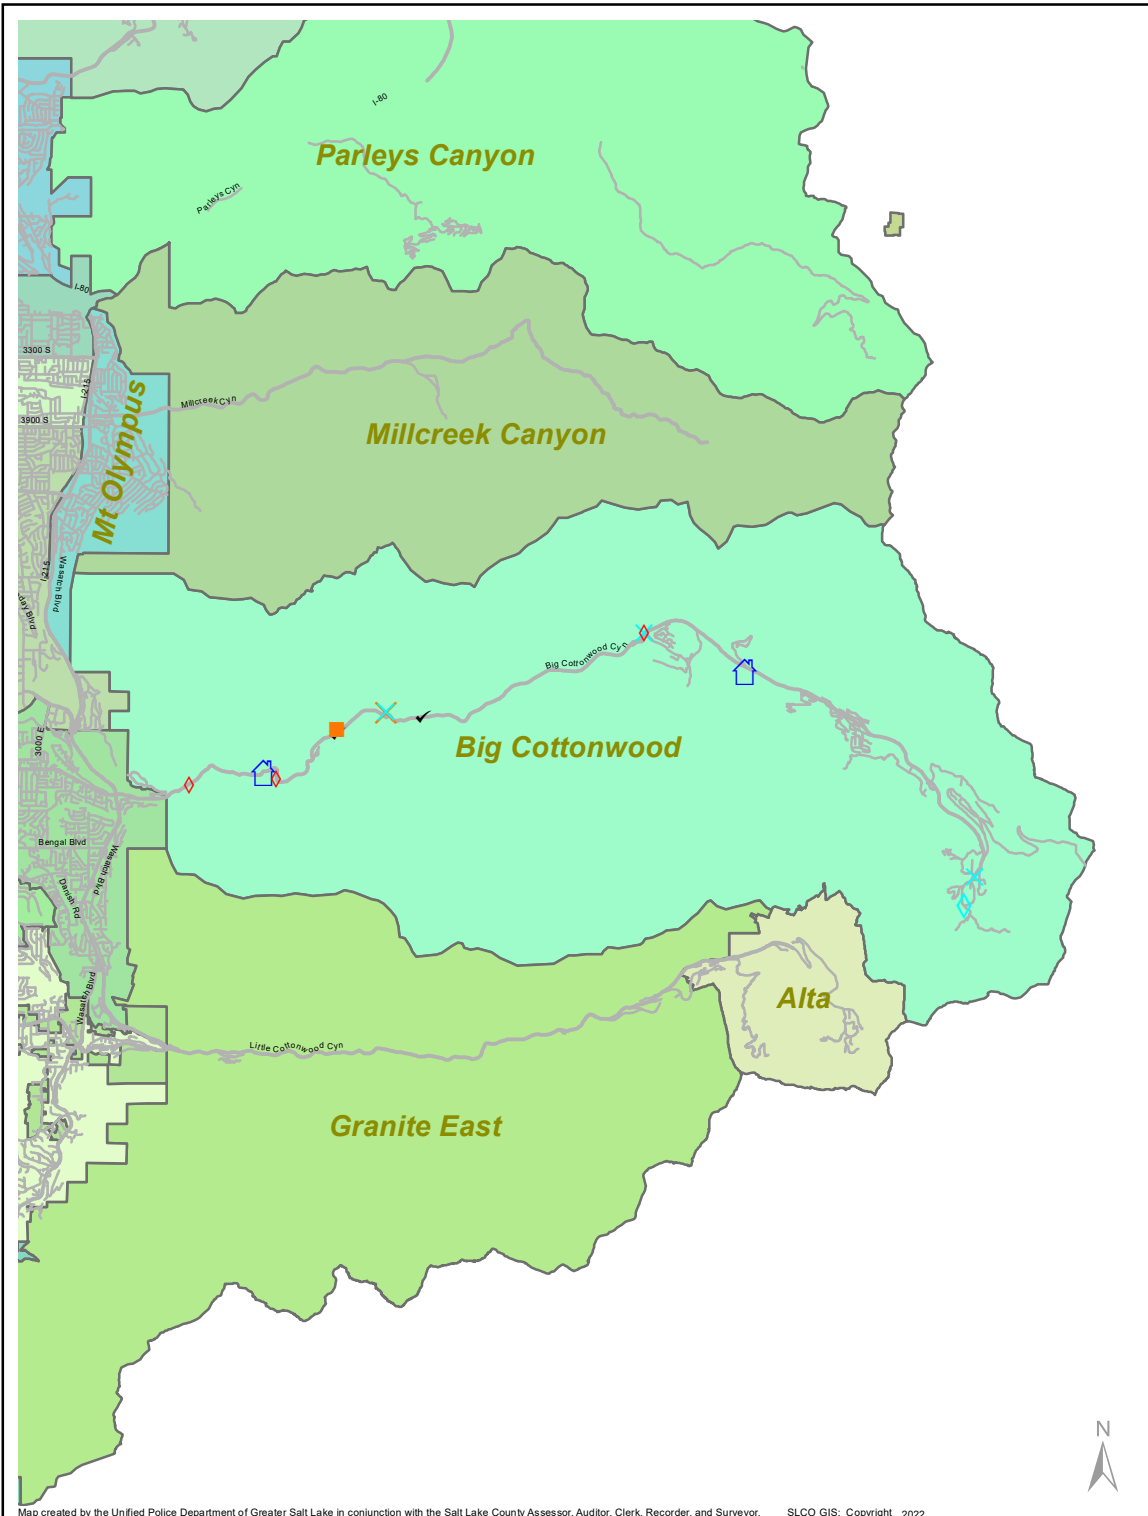 I-80
Parleys Canyon
Parleys Cyn
I-80
3300 S
I-215
Millcreek Cyn
3900 S
Mt Olympus
Millcreek Canyon
I-215
Wasatch Blvd
day Blvd
Big Cottonwood Cyn
3000 E
Big Cottonwood
Bengal Blvd
Wasatch Blvd
Danish Rd
Wasatch Blvd
Alta
Little Cottonwood Cyn
Granite East
N
Map created by the Unified Police Department of Greater Salt Lake in conjunction with the Salt Lake County Assessor, Auditor, Clerk, Recorder, and Surveyor. SLCO GIS: Copyright 2022